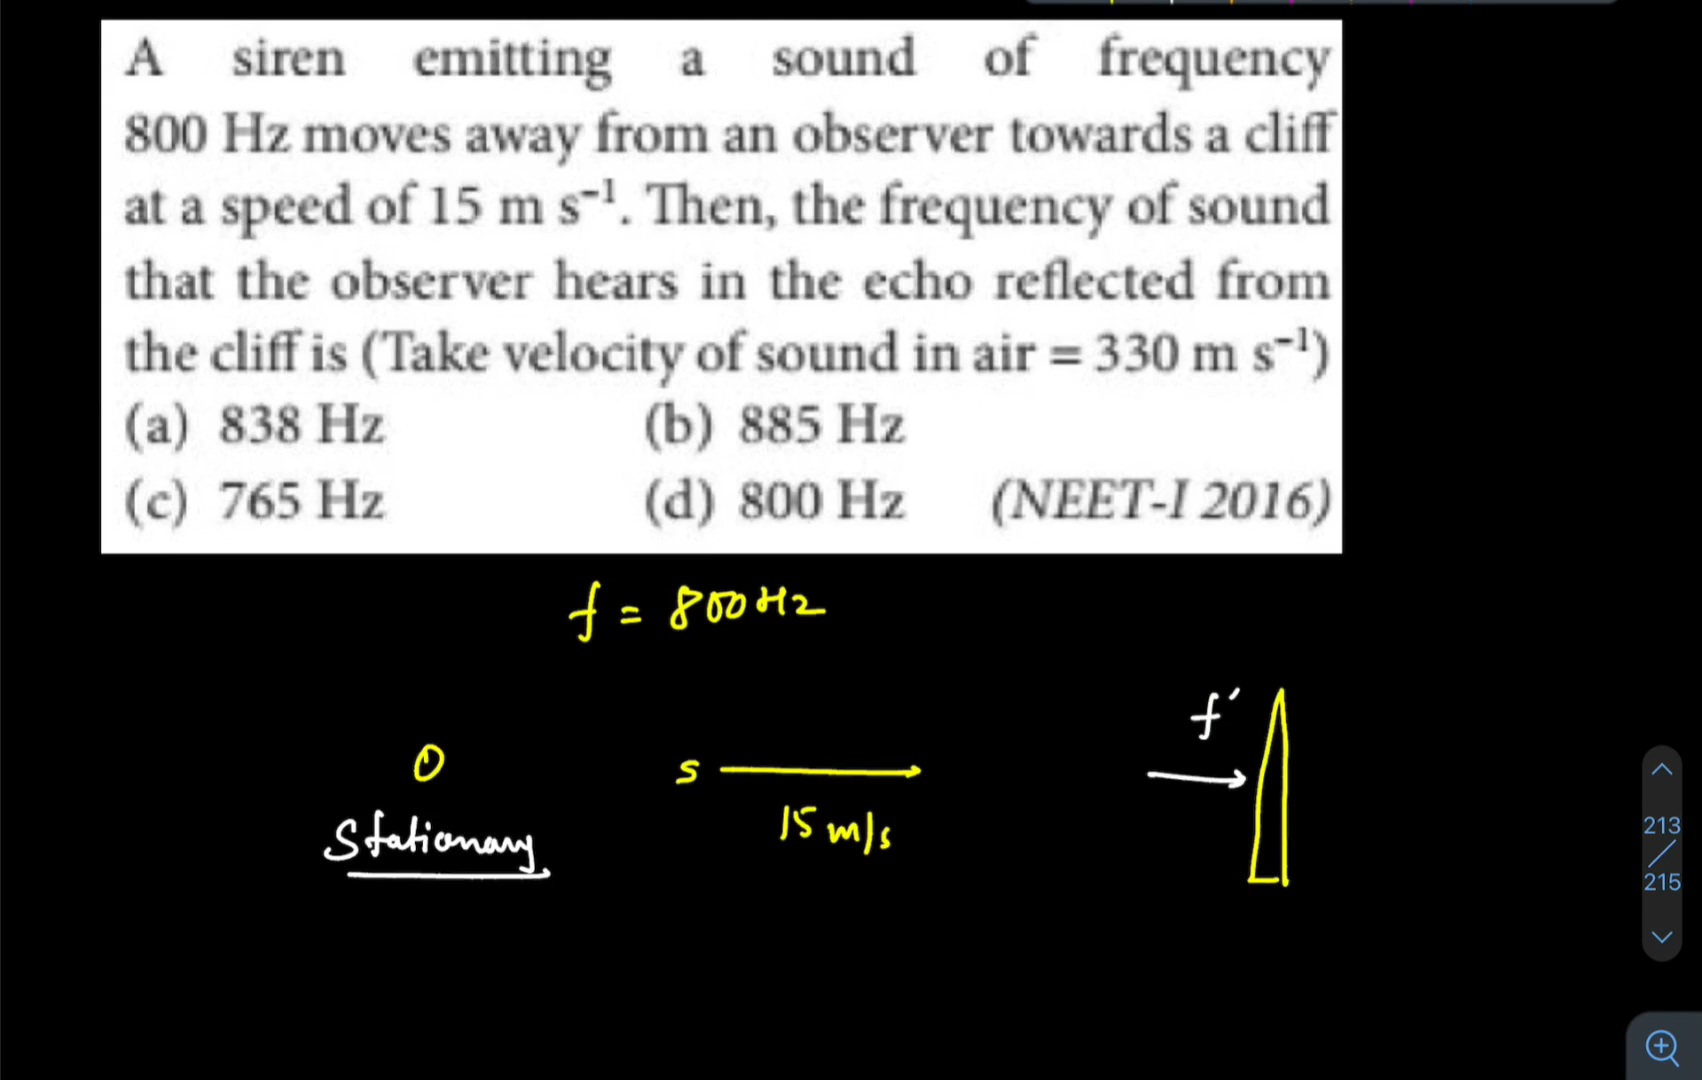 A siren emitting a sound of frequency
800 Hz moves away from an observer towards a cliff
at a speed of 15 m s⁻¹. Then, the frequency of sound
that the observer hears in the echo reflected from
the cliff is (Take velocity of sound in air = 330 m s⁻¹)
(a) 838 Hz (b) 885 Hz
(c) 765 Hz (d) 800 Hz (NEET-I 2016)
f = 800 Hz
f′
O S
15 m/s
Stationary
213
/
215